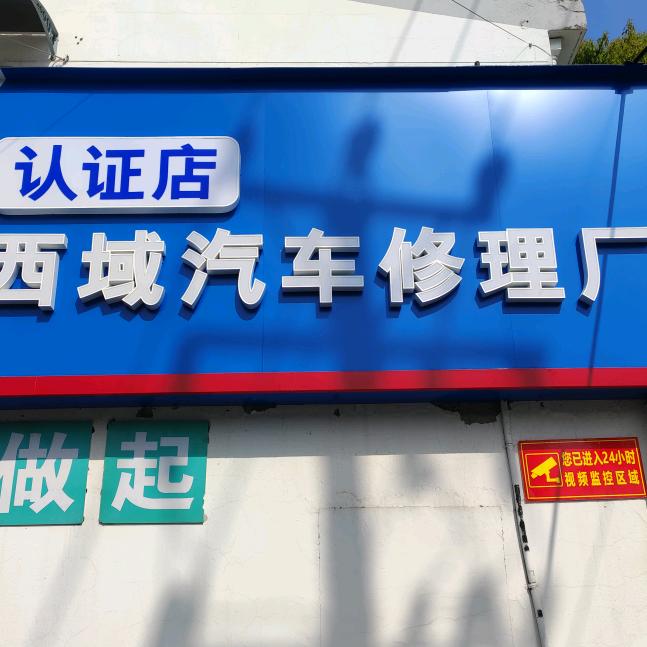 认证店
西域汽车修理厂
做起
您已进入24小时
视频监控区域